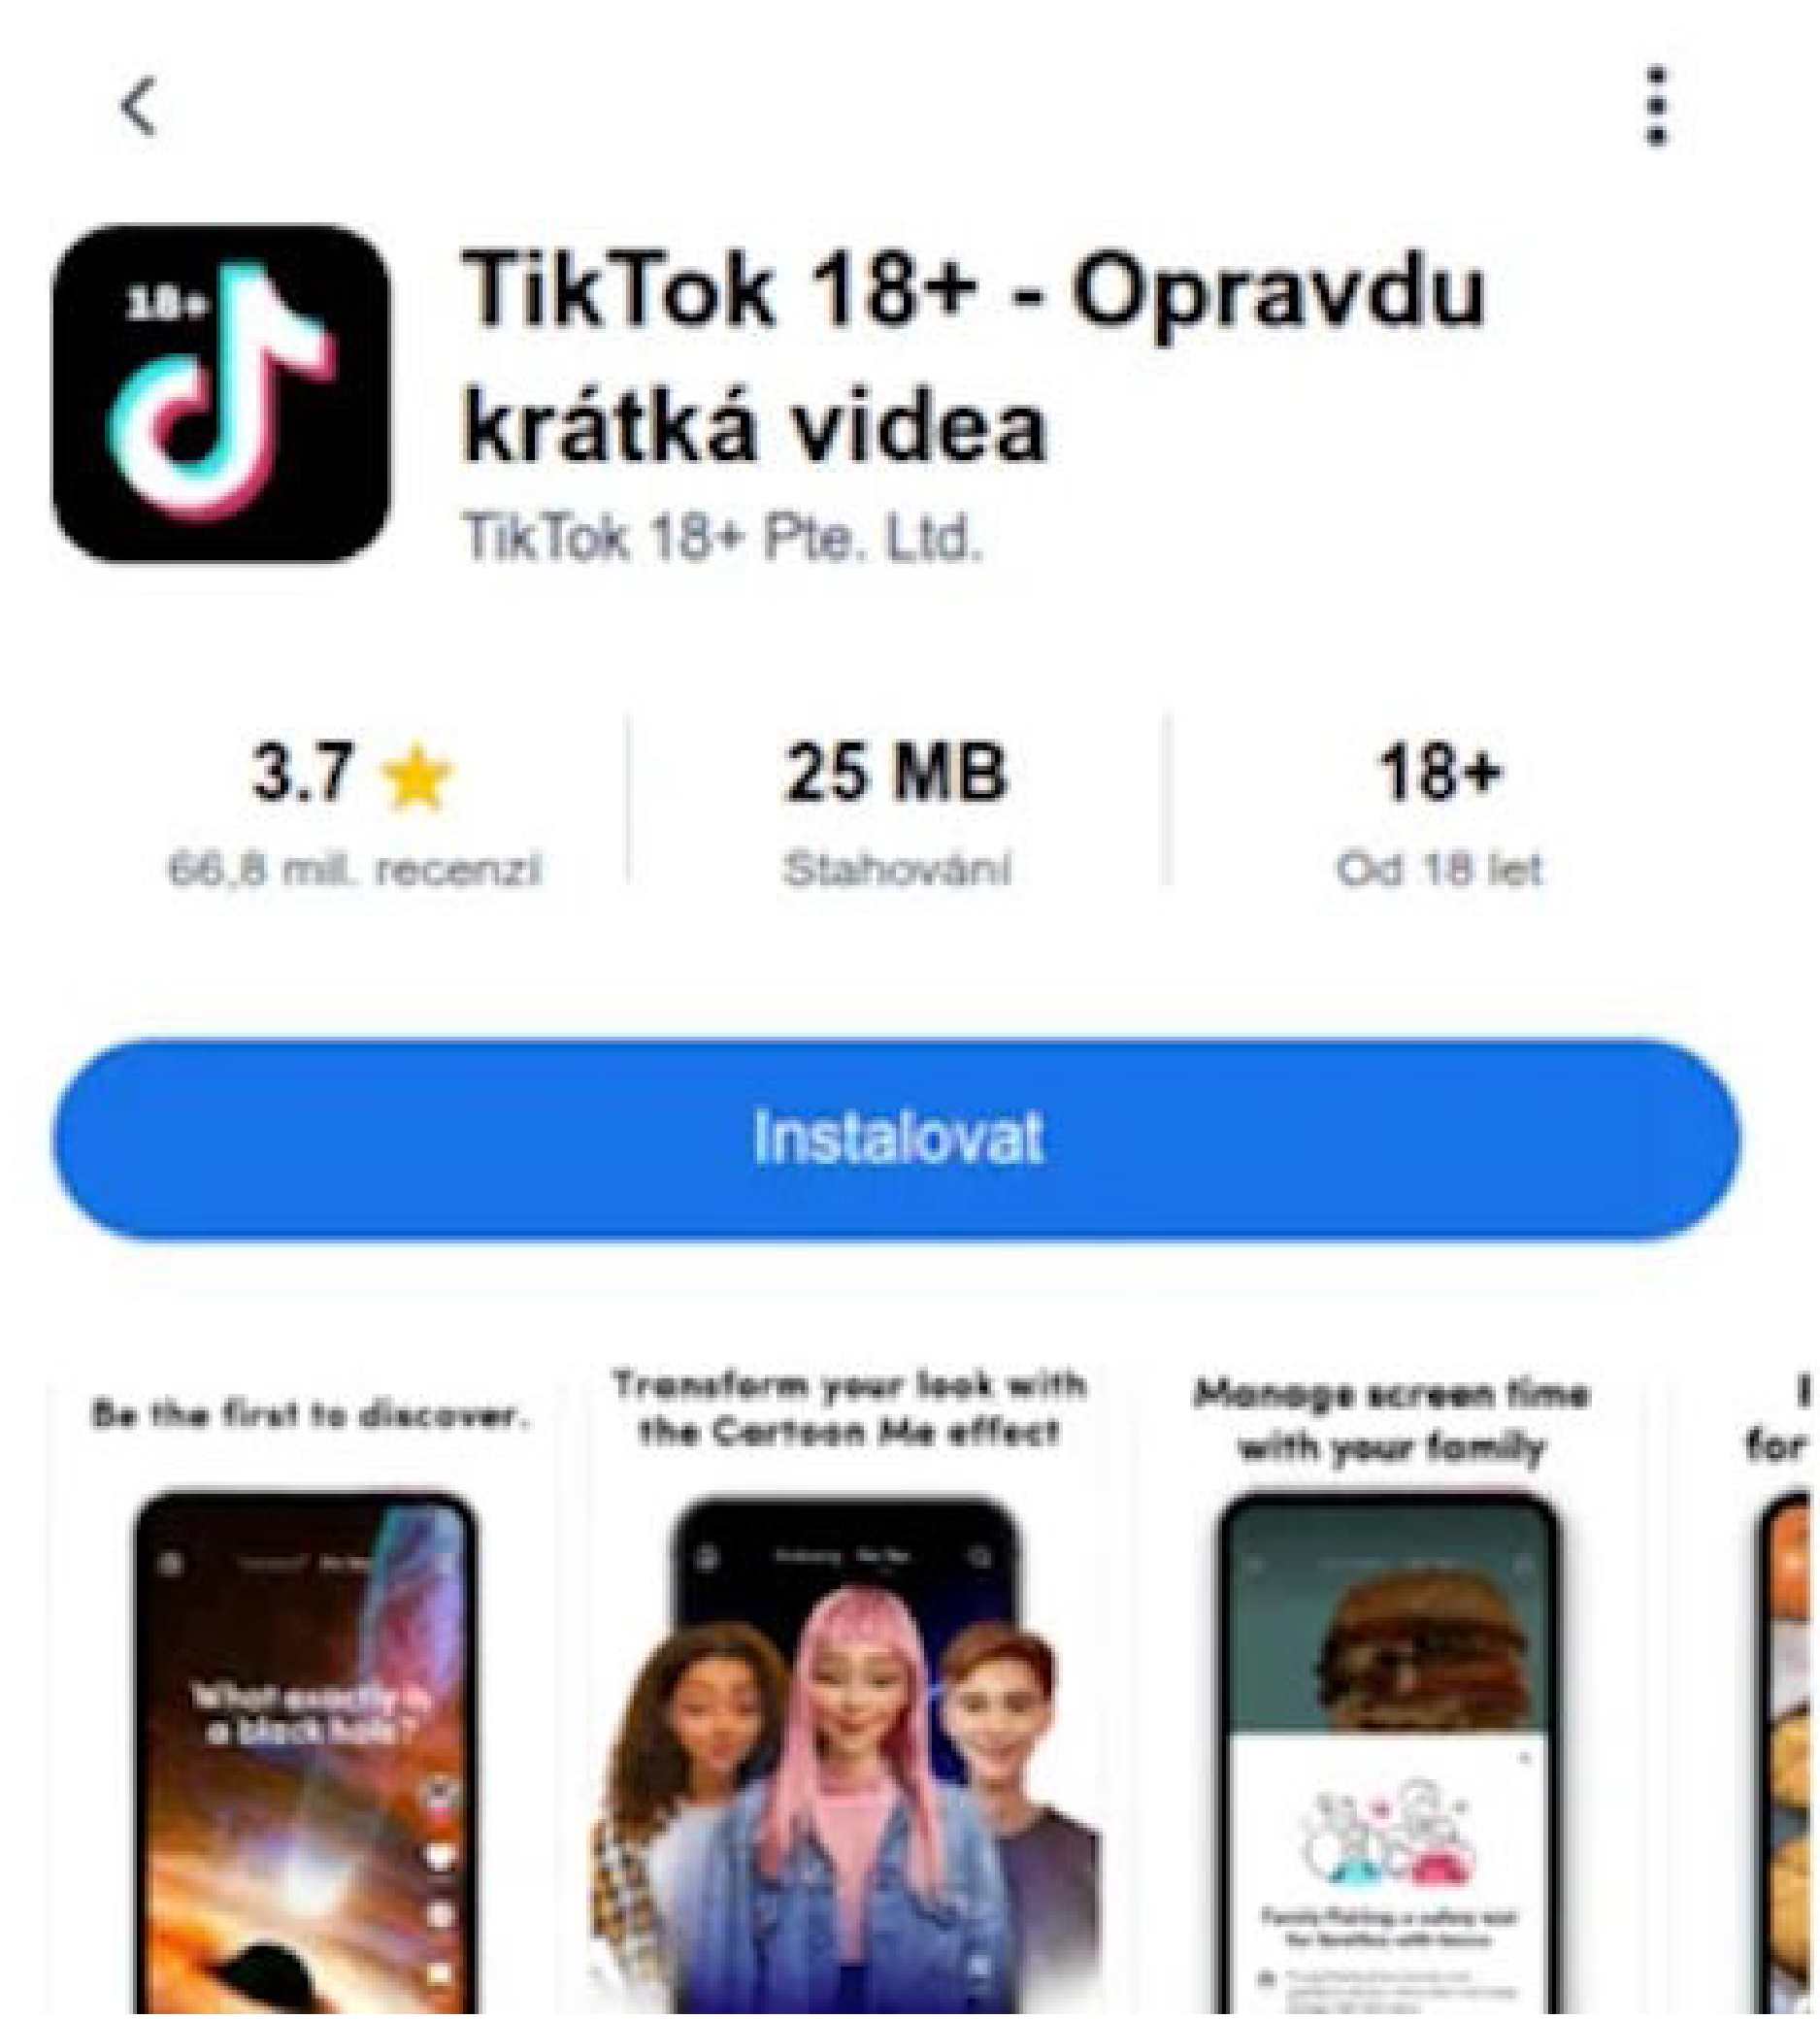 18+
TikTok 18+ - Opravdu
krátká videa
TikTok 18+ Pte. Ltd.
3.7
66,8 mil. recenzí
25 MB
Stahování
18+
Od 18 let
Instalovat
Be the first to discover.
Transform your look with
the Cartoon Me effect
Manage screen time
with your family
for
What exactly is
a black hole?